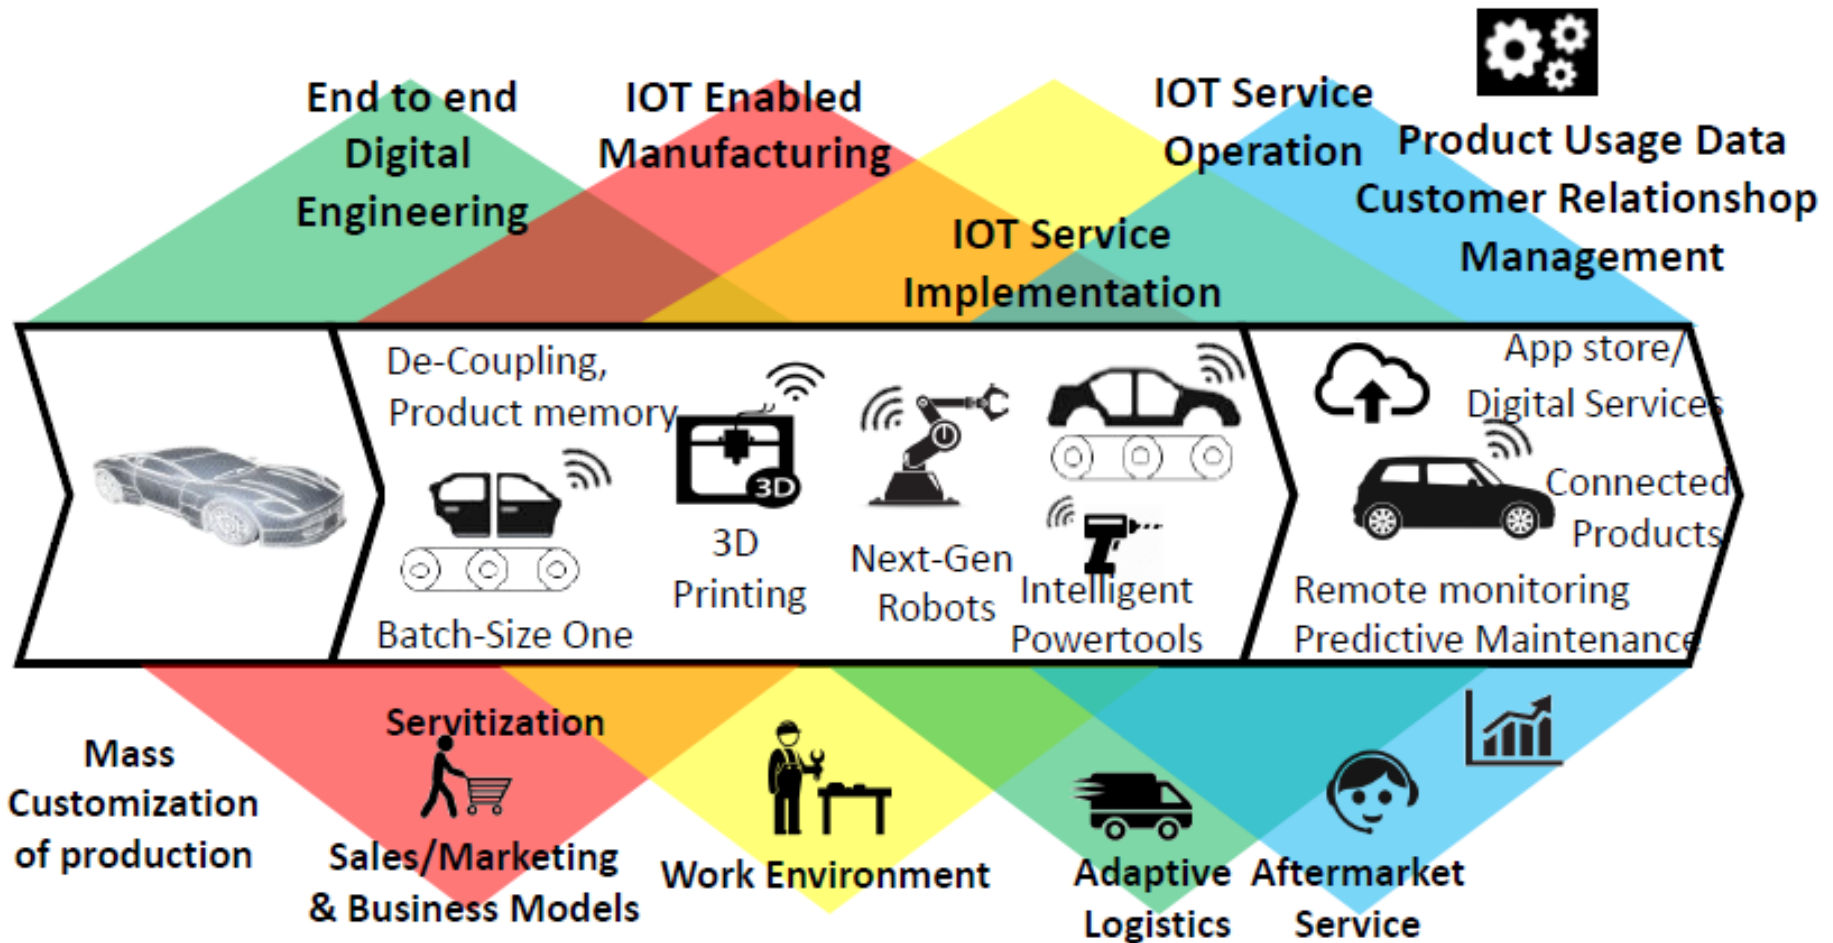 End to end
Digital
Engineering
IOT Enabled
Manufacturing
IOT Service
Implementation
IOT Service
Operation
Product Usage Data
Customer Relationshop
Management
De-Coupling,
Product memory
Batch-Size One
3D
3D
Printing
Next-Gen
Robots
Intelligent
Powertools
App store/
Digital Services
Connected
Products
Remote monitoring
Predictive Maintenance
Mass
Customization
of production
Servitization
Sales/Marketing
& Business Models
Work Environment
Adaptive
Logistics
Aftermarket
Service